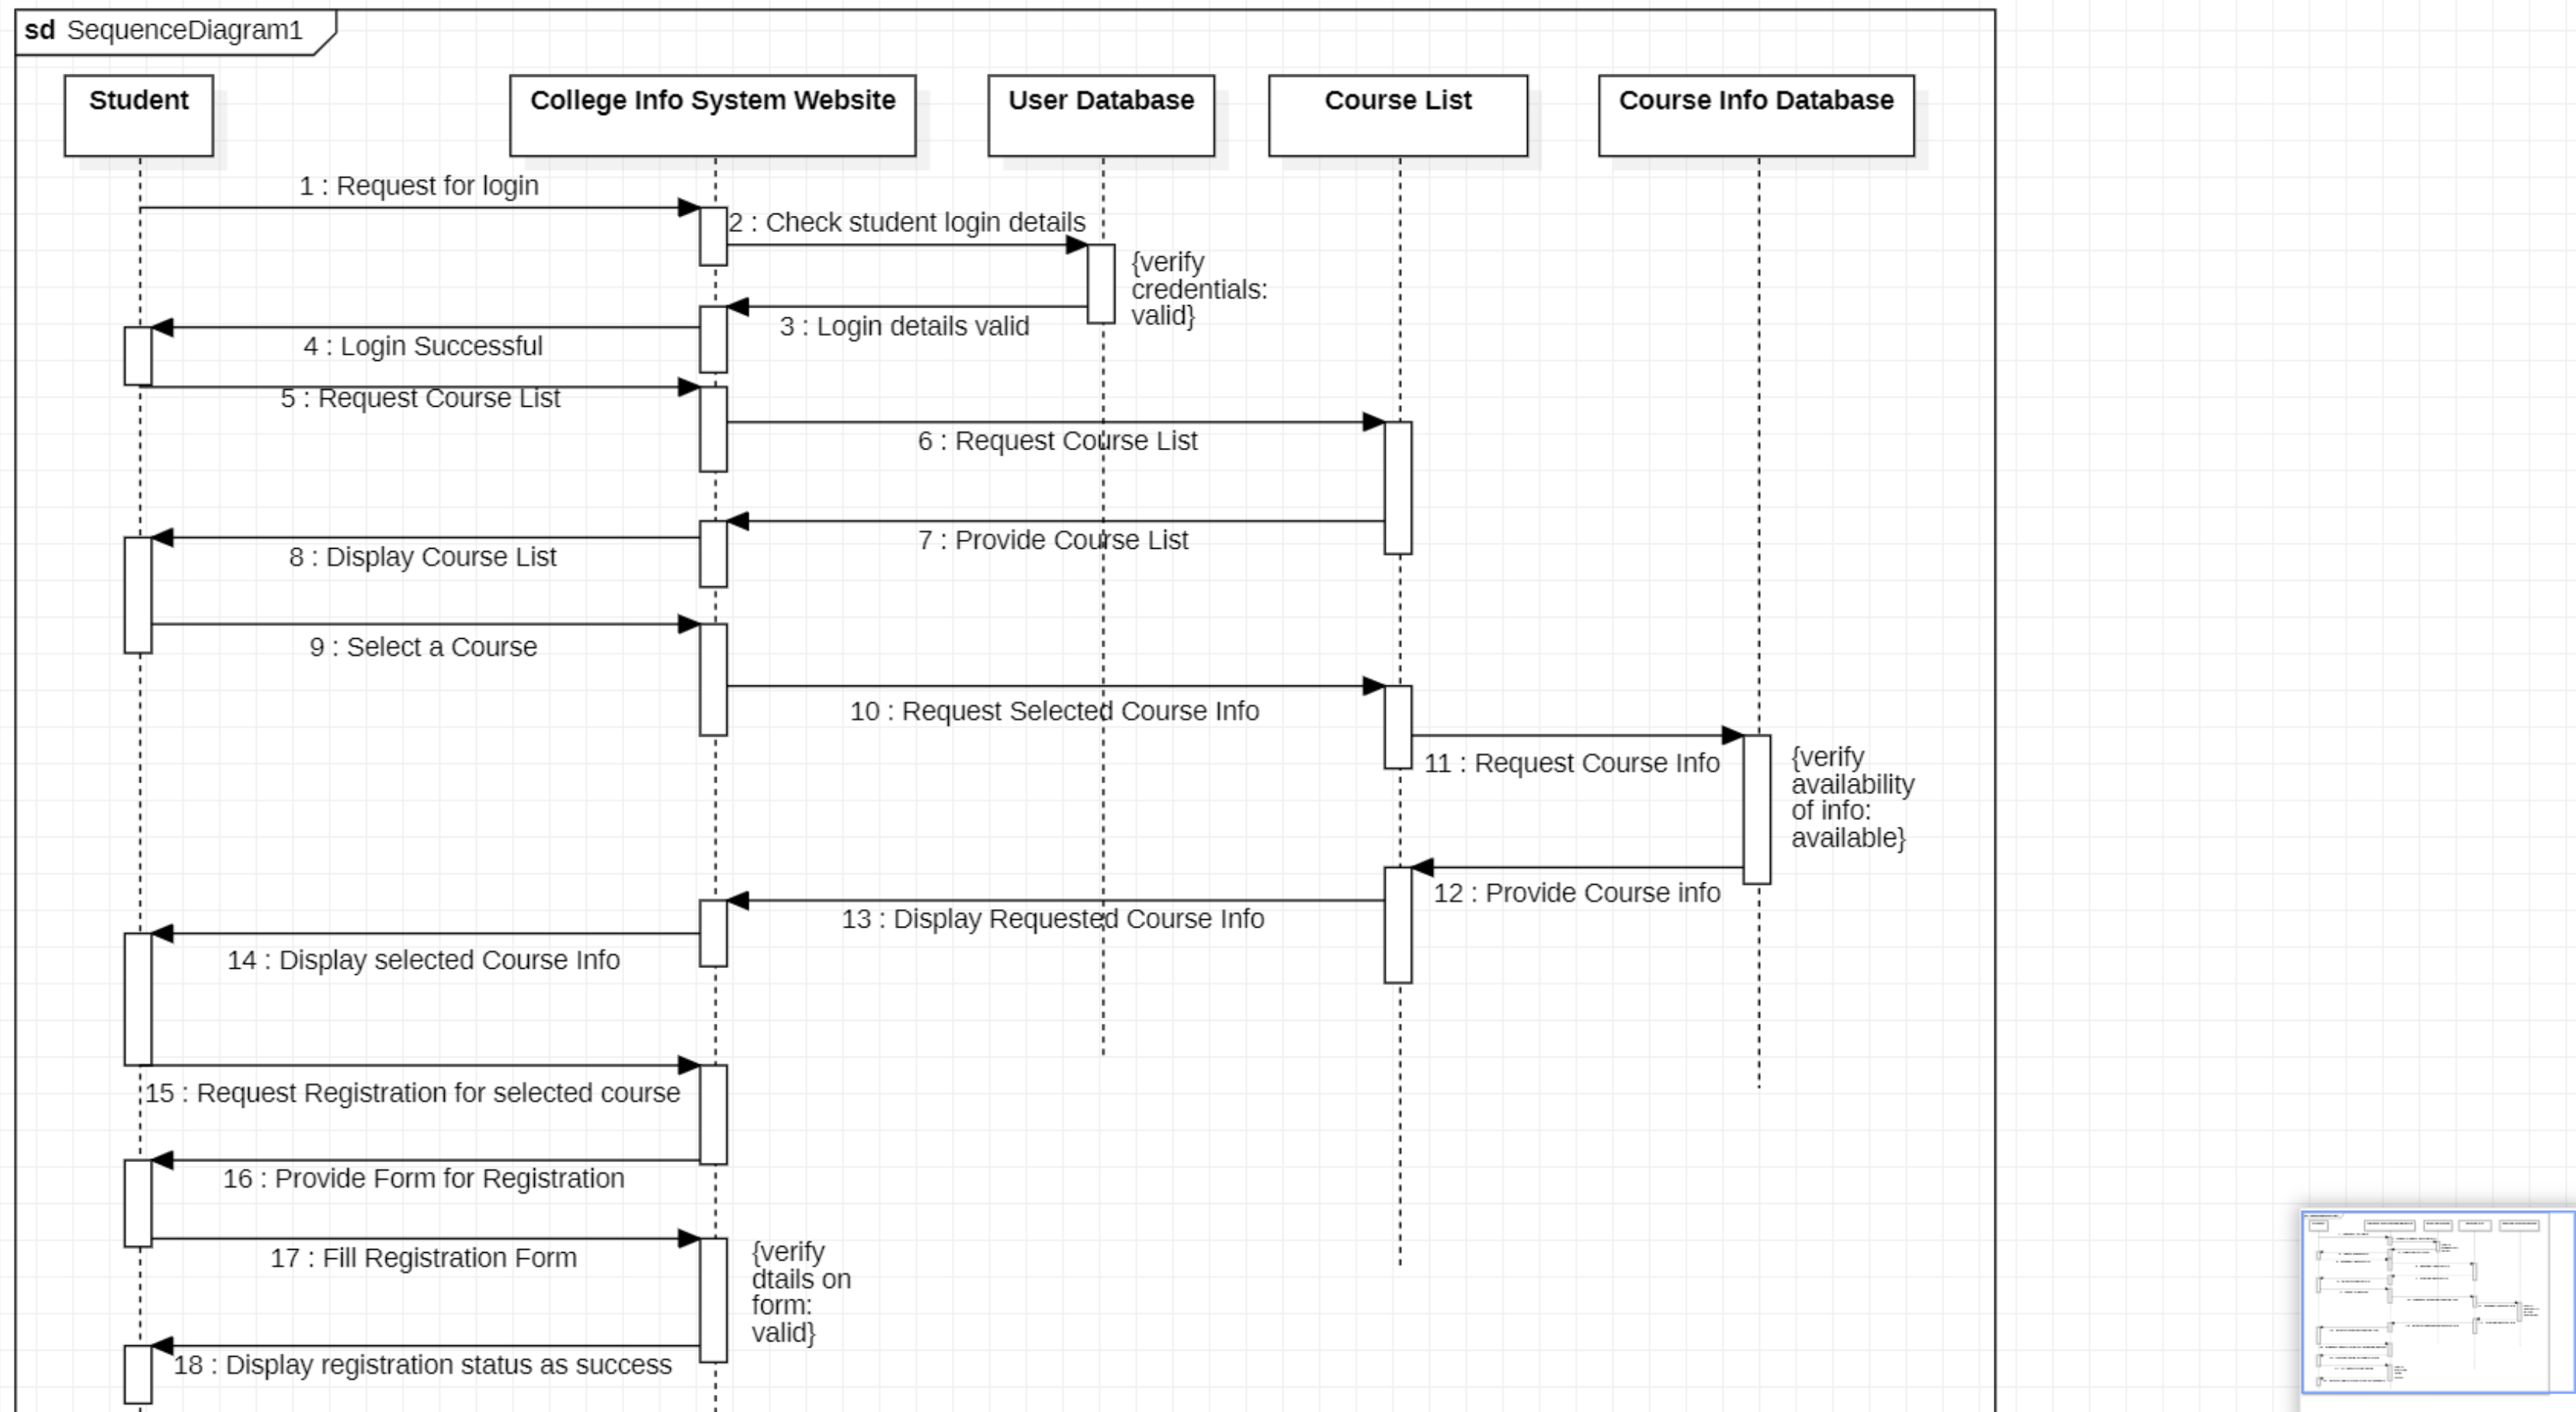 sd SequenceDiagram1
Student
College Info System Website
User Database
Course List
Course Info Database
1 : Request for login
2 : Check student login details
{verify
credentials:
valid}
3 : Login details valid
4 : Login Successful
5 : Request Course List
6 : Request Course List
7 : Provide Course List
8 : Display Course List
9 : Select a Course
10 : Request Selected Course Info
11 : Request Course Info
{verify
availability
of info:
available}
12 : Provide Course info
13 : Display Requested Course Info
14 : Display selected Course Info
15 : Request Registration for selected course
16 : Provide Form for Registration
17 : Fill Registration Form
{verify
dtails on
form:
valid}
18 : Display registration status as success